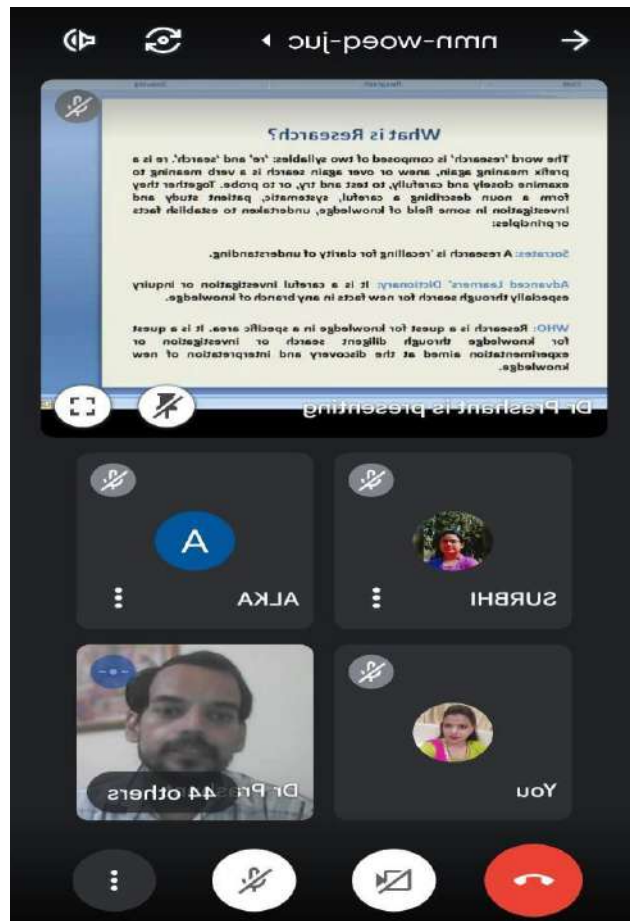 nmn-woeq-juc
What is Research?
The word 'research' is composed of two syllables: 're' and 'search'. re is a
prefix meaning again, anew or over again search is a verb meaning to
examine closely and carefully, to test and try, or to probe. Together they
form a noun describing a careful, systematic, patient study and
investigation in some field of knowledge, undertaken to establish facts
or principles:
Socrates: A research is 'recalling for clarity of understanding.
Advanced Learners' Dictionary: It is a careful investigation or inquiry
especially through search for new facts in any branch of knowledge.
WHO: Research is a quest for knowledge in a specific area. It is a quest
for knowledge through diligent search or investigation or
experimentation aimed at the discovery and interpretation of new
knowledge.
Dr Prashant is presenting
SURBHI
A
ALKA
You
Dr Pra
44 others